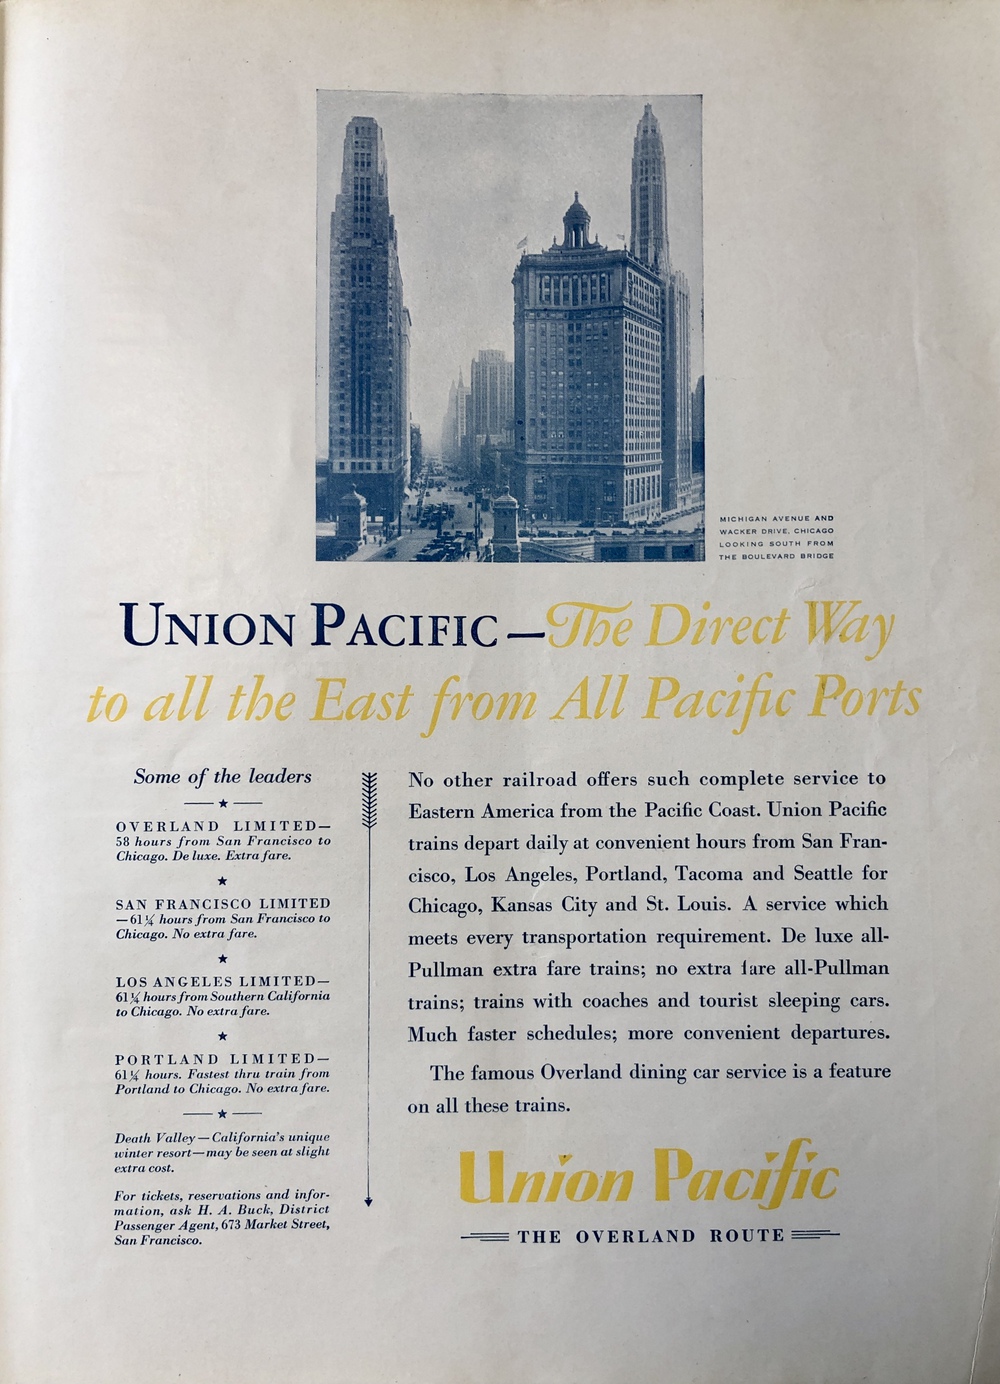 MICHIGAN AVENUE AND
WACKER DRIVE, CHICAGO
LOOKING SOUTH FROM
THE BOULEVARD BRIDGE
UNION PACIFIC—The Direct Way
to all the East from All Pacific Ports
Some of the leaders
OVERLAND LIMITED—
58 hours from San Francisco to
Chicago. De luxe. Extra fare.
SAN FRANCISCO LIMITED
—61¼ hours from San Francisco to
Chicago. No extra fare.
LOS ANGELES LIMITED—
61¼ hours from Southern California
to Chicago. No extra fare.
PORTLAND LIMITED—
61¼ hours. Fastest thru train from
Portland to Chicago. No extra fare.
Death Valley—California's unique
winter resort—may be seen at slight
extra cost.
For tickets, reservations and infor-
mation, ask H. A. Buck, District
Passenger Agent, 673 Market Street,
San Francisco.
No other railroad offers such complete service to
Eastern America from the Pacific Coast. Union Pacific
trains depart daily at convenient hours from San Fran-
cisco, Los Angeles, Portland, Tacoma and Seattle for
Chicago, Kansas City and St. Louis. A service which
meets every transportation requirement. De luxe all-
Pullman extra fare trains; no extra fare all-Pullman
trains; trains with coaches and tourist sleeping cars.
Much faster schedules; more convenient departures.
The famous Overland dining car service is a feature
on all these trains.
Union Pacific
THE OVERLAND ROUTE